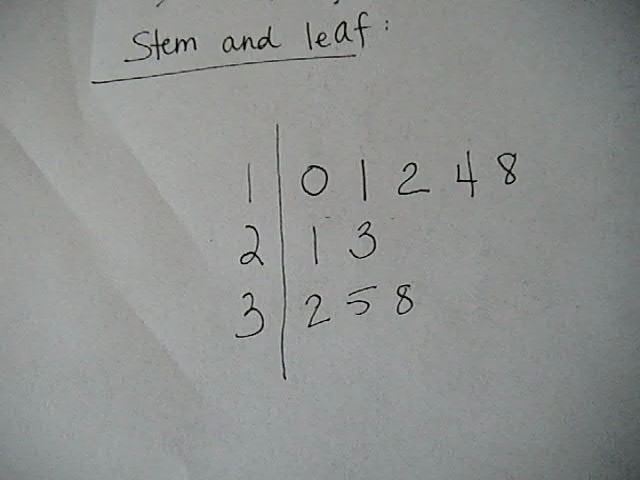 Stem and leaf:
1 | 0 1 2 4 8
2 | 1 3
3 | 2 5 8